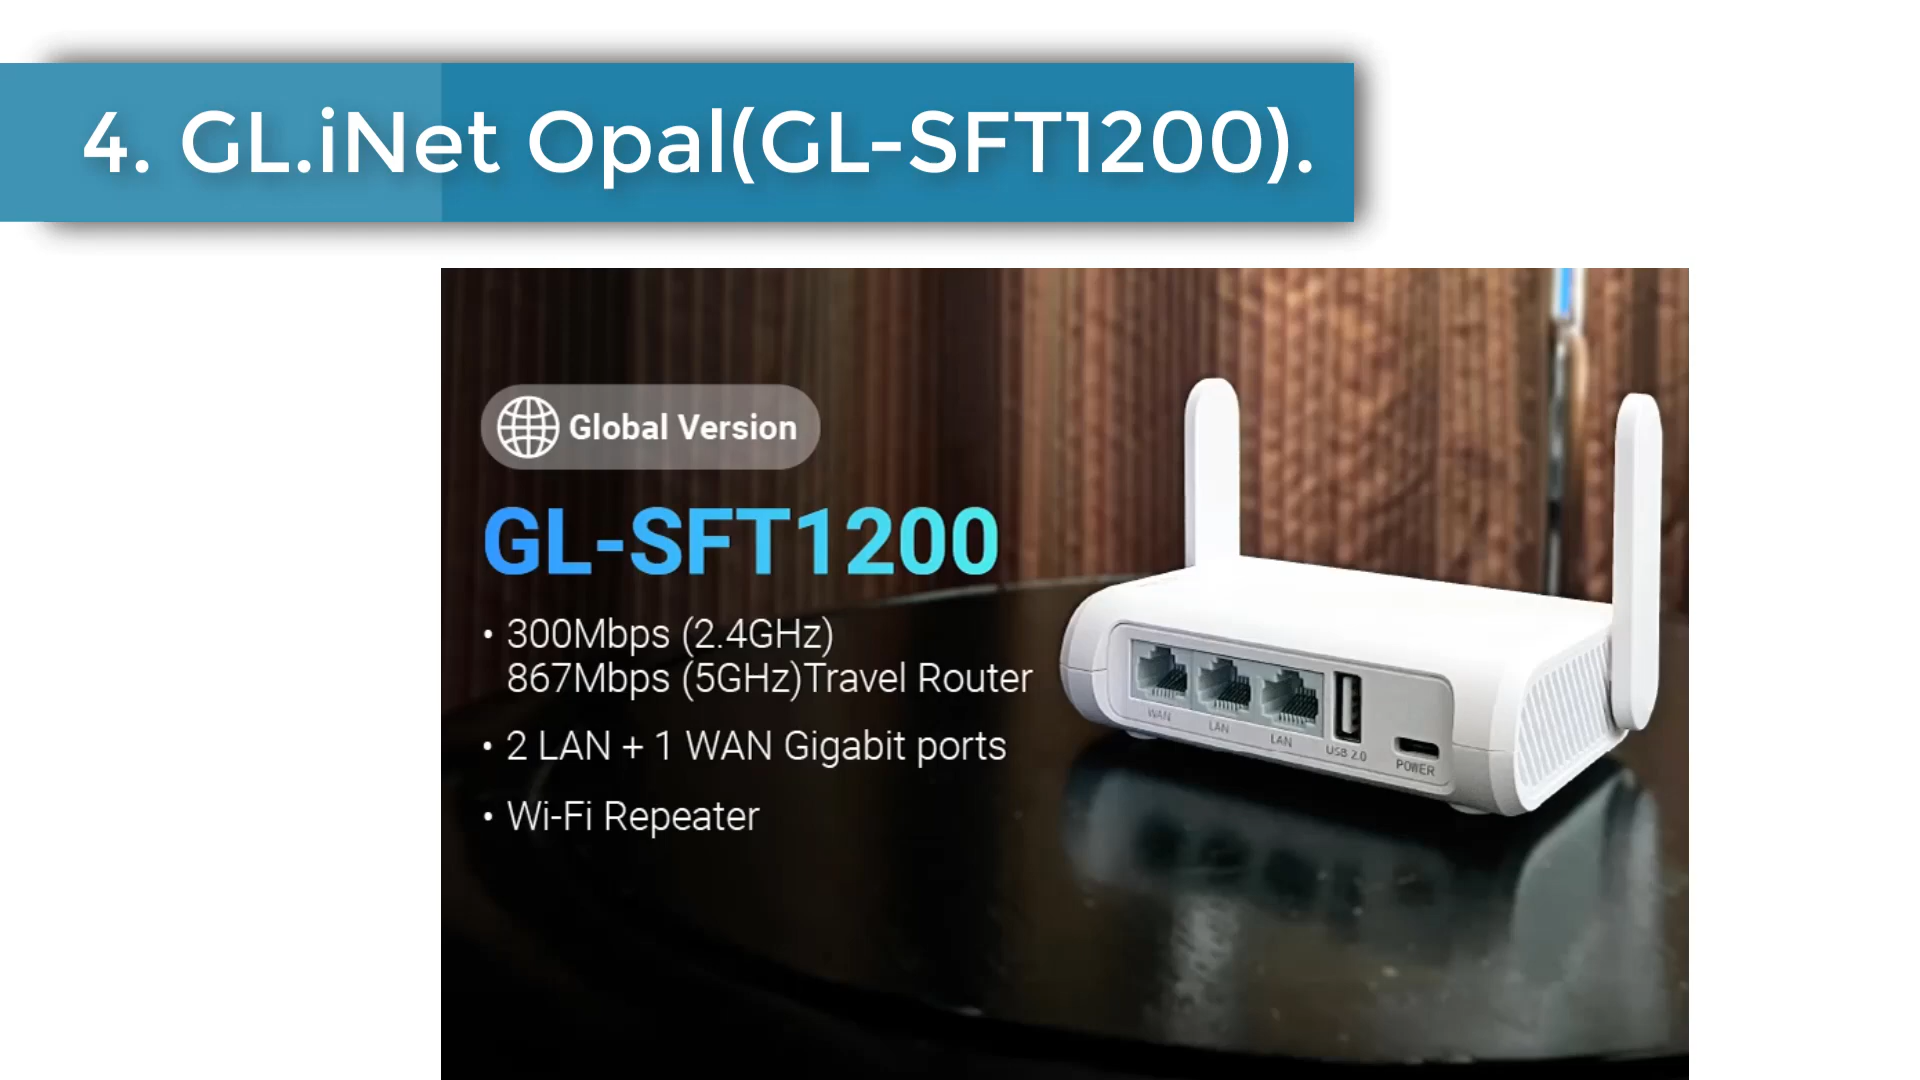 4. GL.iNet Opal(GL-SFT1200).
Global Version
GL-SFT1200
• 300Mbps (2.4GHz)
867Mbps (5GHz)Travel Router
• 2 LAN + 1 WAN Gigabit ports
• Wi-Fi Repeater
WAN
LAN
LAN
USB 2.0
POWER